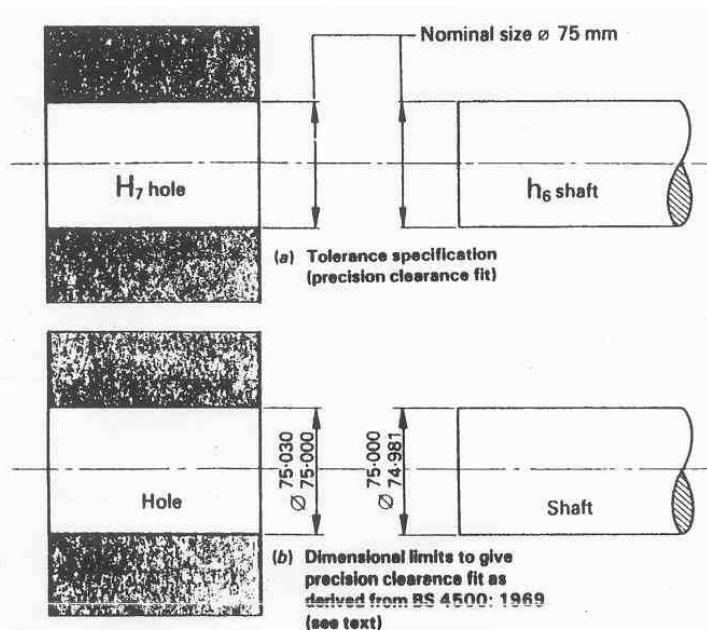 Nominal size ø 75 mm
H₇ hole
h₆ shaft
(a) Tolerance specification
(precision clearance fit)
Ø 75·030
75·000
Ø 75·000
74·981
Hole
Shaft
(b) Dimensional limits to give
precision clearance fit as
derived from BS 4500: 1969
(see text)